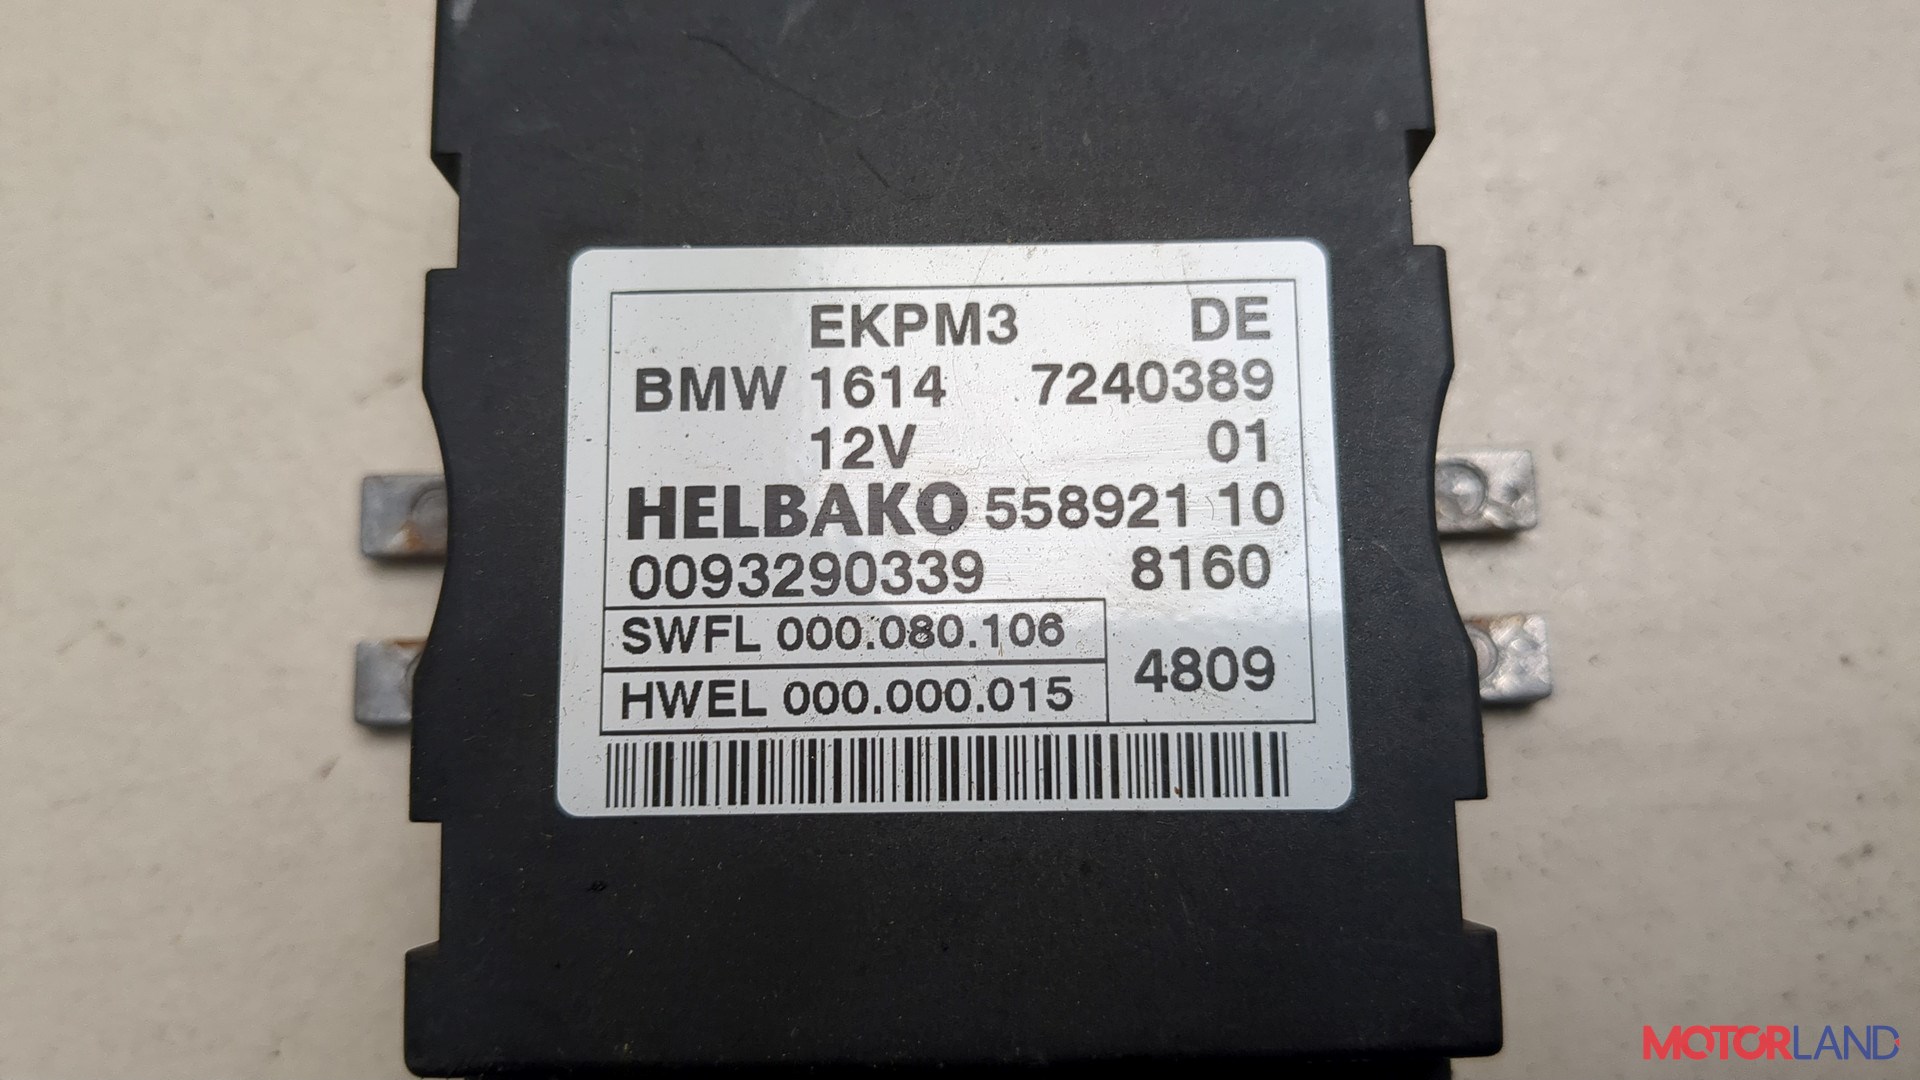 EKPM3 DE
BMW 1614 7240389
12V 01
HELBAKO 558921 10
0093290339 8160
SWFL 000.080.106
HWEL 000.000.015 4809
MOTORLAND